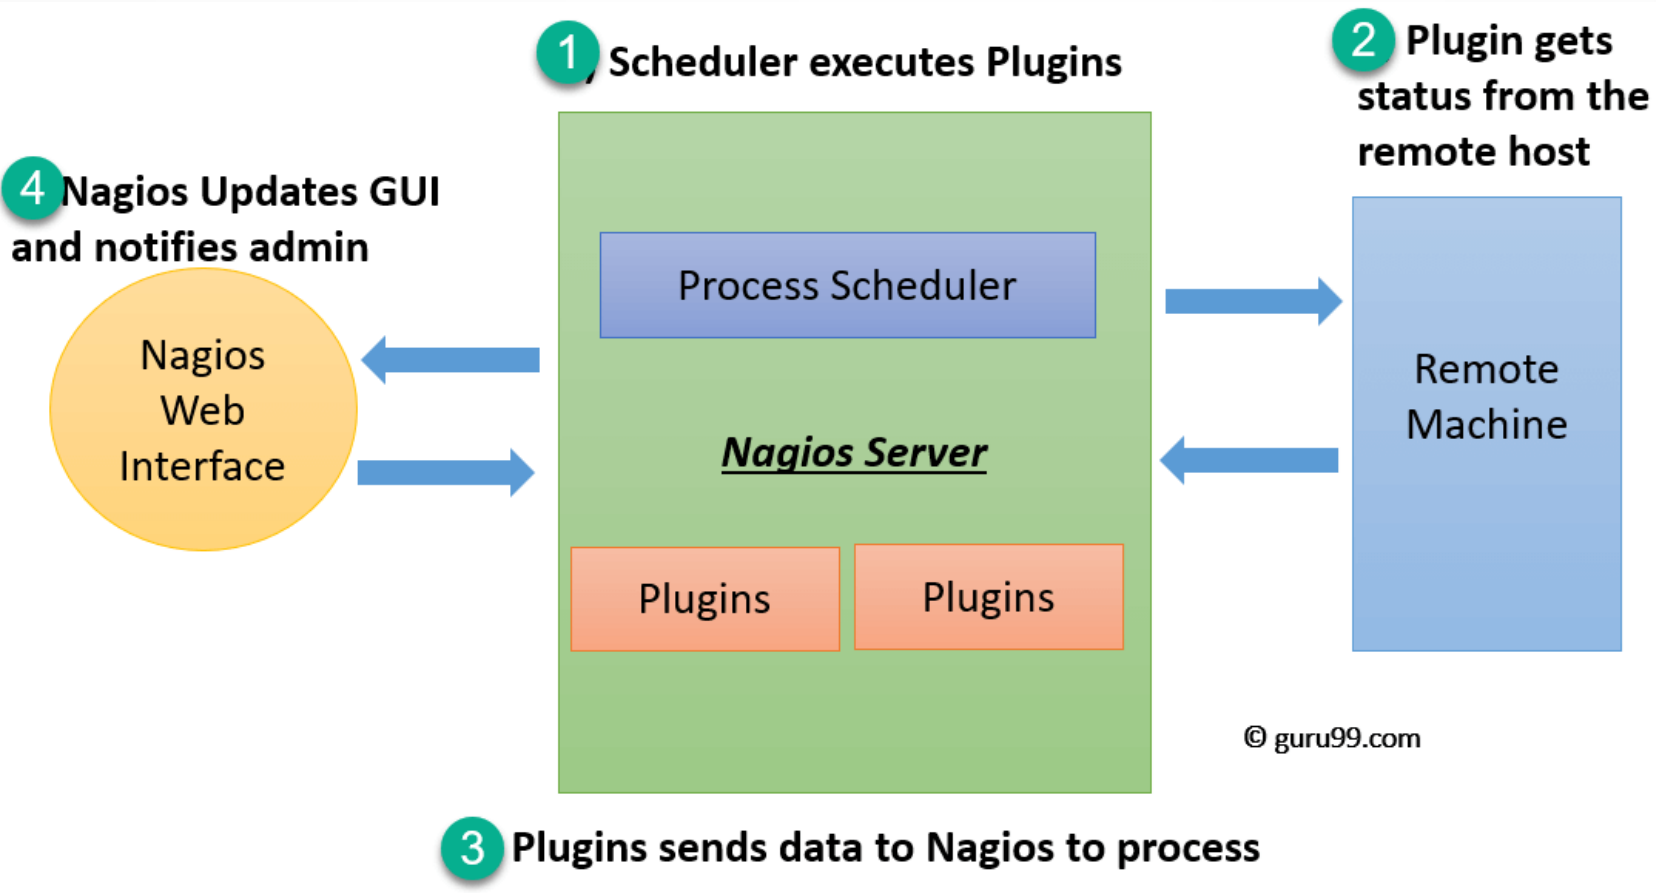 1 Scheduler executes Plugins
2 Plugin gets
status from the
remote host
4 Nagios Updates GUI
and notifies admin
Process Scheduler
Nagios
Web
Interface
Nagios Server
Remote
Machine
Plugins
Plugins
© guru99.com
3 Plugins sends data to Nagios to process